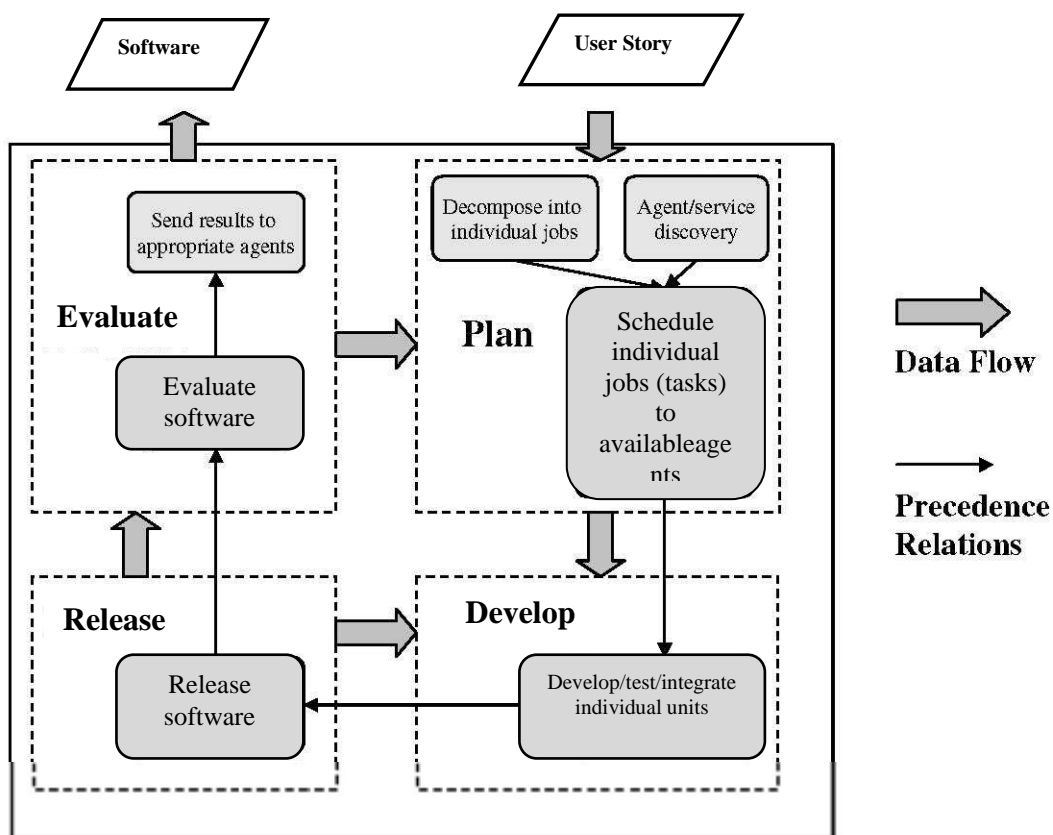 Software
User Story
Send results to
appropriate agents
Evaluate
Evaluate
software
Decompose into
individual jobs
Agent/service
discovery
Plan
Schedule
individual
jobs (tasks)
to
availableage
nts
Data Flow
Precedence
Relations
Release
Release
software
Develop
Develop/test/integrate
individual units